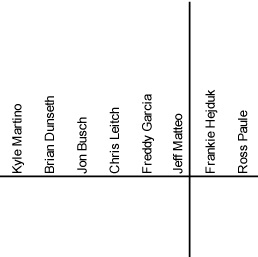 Kyle Martino
Brian Dunseth
Jon Busch
Chris Leitch
Freddy Garcia
Jeff Matteo
Frankie Hejduk
Ross Paule